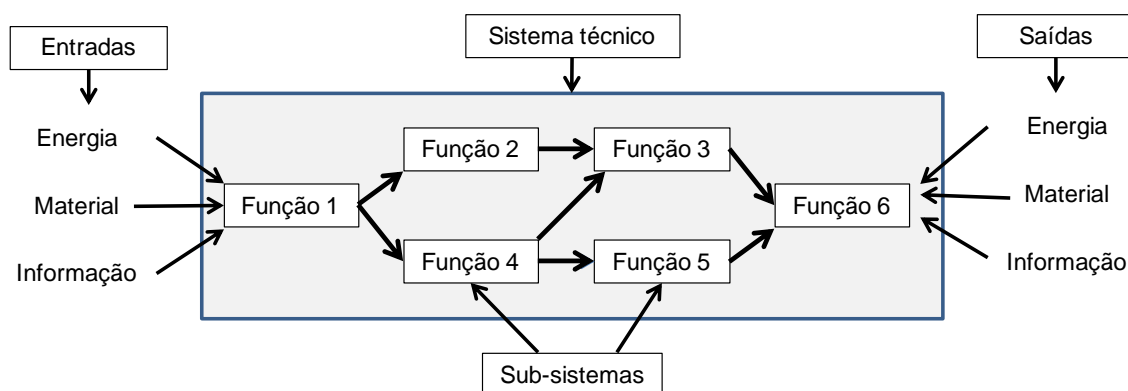 Entradas
Sistema técnico
Saídas
Energia
Material
Informação
Função 1
Função 2
Função 3
Função 4
Função 5
Função 6
Energia
Material
Informação
Sub-sistemas